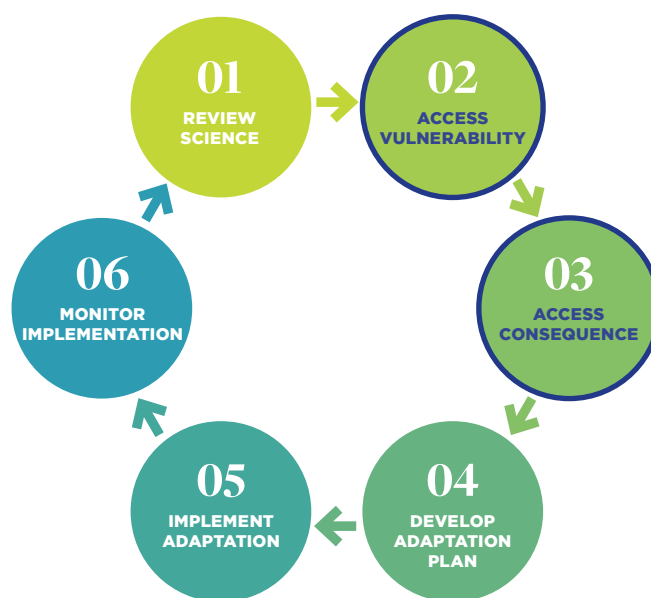 01
REVIEW
SCIENCE
02
ACCESS
VULNERABILITY
03
ACCESS
CONSEQUENCE
04
DEVELOP
ADAPTATION
PLAN
05
IMPLEMENT
ADAPTATION
06
MONITOR
IMPLEMENTATION